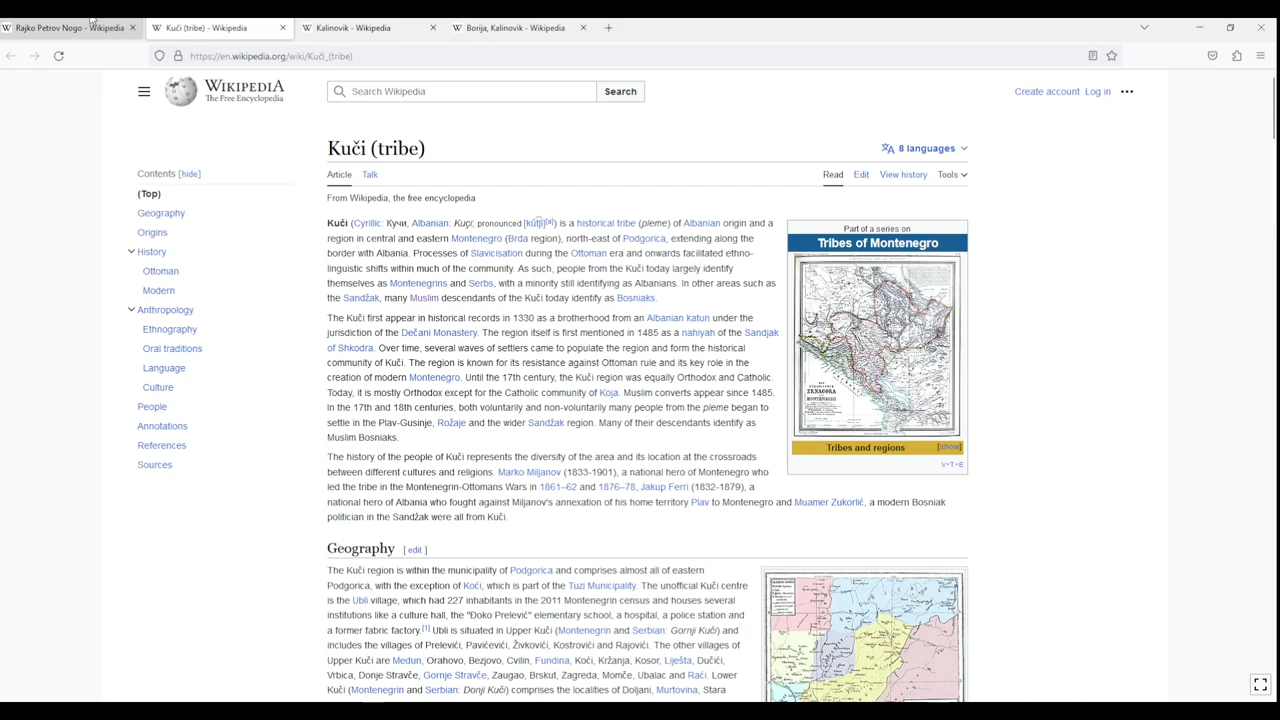 Rajko Petrov Nogo - Wikipedia
Kuči (tribe) - Wikipedia
Kalinovik - Wikipedia
Borija, Kalinovik - Wikipedia
https://en.wikipedia.org/wiki/Kuči_(tribe)
WIKIPEDIA
The Free Encyclopedia
Search Wikipedia
Search
Create account Log in
Kuči (tribe)
8 languages
Article Talk
Read Edit View history Tools
From Wikipedia, the free encyclopedia
Contents [hide]
(Top)
Geography
Origins
History
Ottoman
Modern
Anthropology
Ethnography
Oral traditions
Language
Culture
People
Annotations
References
Sources
Kuči (Cyrillic: Кучи, Albanian: Kuçi; pronounced [a]) is a historical tribe (pleme) of Albanian origin and a
region in central and eastern Montenegro (Brda region), north-east of Podgorica, extending along the
border with Albania. Processes of Slavicisation during the Ottoman era and onwards facilitated ethno-
linguistic shifts within much of the community. As such, people from the Kuči today largely identify
themselves as Montenegrins and Serbs, with a minority still identifying as Albanians. In other areas such as
the Sandžak, many Muslim descendants of the Kuči today identify as Bosniaks.
The Kuči first appear in historical records in 1330 as a brotherhood from an Albanian katun under the
jurisdiction of the Dečani Monastery. The region itself is first mentioned in 1485 as a nahiyah of the Sandjak
of Shkodra. Over time, several waves of settlers came to populate the region and form the historical
community of Kuči. The region is known for its resistance against Ottoman rule and its key role in the
creation of modern Montenegro. Until the 17th century, the Kuči region was equally Orthodox and Catholic.
Today, it is mostly Orthodox except for the Catholic community of Koja. Muslim converts appear since 1485.
In the 17th and 18th centuries, both voluntarily and non-voluntarily many people from the pleme began to
settle in the Plav-Gusinje, Rožaje and the wider Sandžak region. Many of their descendants identify as
Muslim Bosniaks.
The history of the people of Kuči represents the diversity of the area and its location at the crossroads
between different cultures and religions. Marko Miljanov (1833-1901), a national hero of Montenegro who
led the tribe in the Montenegrin-Ottomans Wars in 1861–62 and 1876–78, Jakup Ferri (1832-1879), a
national hero of Albania who fought against Miljanov's annexation of his home territory Plav to Montenegro and Muamer Zukorlić, a modern Bosniak
politician in the Sandžak were all from Kuči.
Part of a series on
Tribes of Montenegro
ZRNAGORA
MONTENEGRO
Tribes and regions [show]
V·T·E
Geography [ edit ]
The Kuči region is within the municipality of Podgorica and comprises almost all of eastern
Podgorica, with the exception of Koći, which is part of the Tuzi Municipality. The unofficial Kuči centre
is the Ubli village, which had 227 inhabitants in the 2011 Montenegrin census and houses several
institutions like a culture hall, the "Đoko Prelević" elementary school, a hospital, a police station and
a former fabric factory.[1] Ubli is situated in Upper Kuči (Montenegrin and Serbian: Gornji Kuči) and
includes the villages of Prelevići, Pavićevići, Živkovići, Kostrovići and Rajovići. The other villages of
Upper Kuči are Medun, Orahovo, Bezjovo, Cvilin, Fundina, Koći, Kržanja, Kosor, Liješta, Dučići,
Vrbica, Donje Stravče, Gornje Stravče, Zaugao, Brskut, Zagreda, Momče, Ubalac and Rači. Lower
Kuči (Montenegrin and Serbian: Donji Kuči) comprises the localities of Doljani, Murtovina, Stara